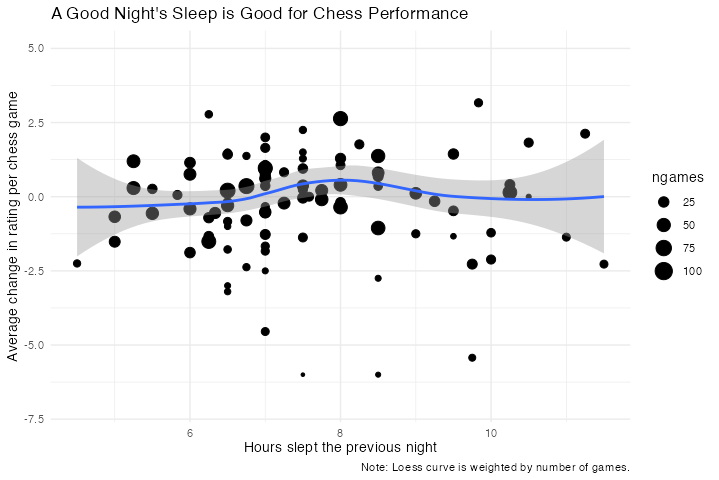 A Good Night's Sleep is Good for Chess Performance
Average change in rating per chess game
5.0
2.5
0.0
-2.5
-5.0
-7.5
6
8
10
Hours slept the previous night
ngames
25
50
75
100
Note: Loess curve is weighted by number of games.